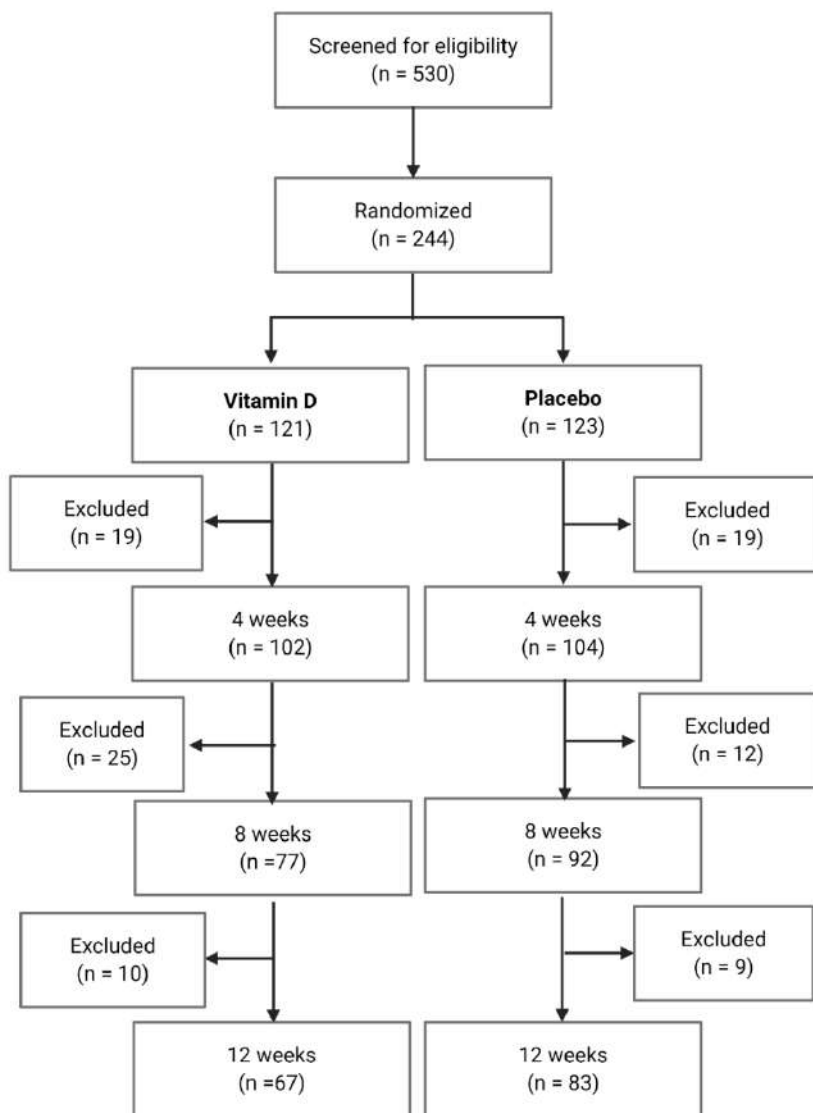 Screened for eligibility
(n = 530)
Randomized
(n = 244)
Vitamin D
(n = 121)
Placebo
(n = 123)
Excluded
(n = 19)
Excluded
(n = 19)
4 weeks
(n = 102)
4 weeks
(n = 104)
Excluded
(n = 25)
Excluded
(n = 12)
8 weeks
(n =77)
8 weeks
(n = 92)
Excluded
(n = 10)
Excluded
(n = 9)
12 weeks
(n =67)
12 weeks
(n = 83)